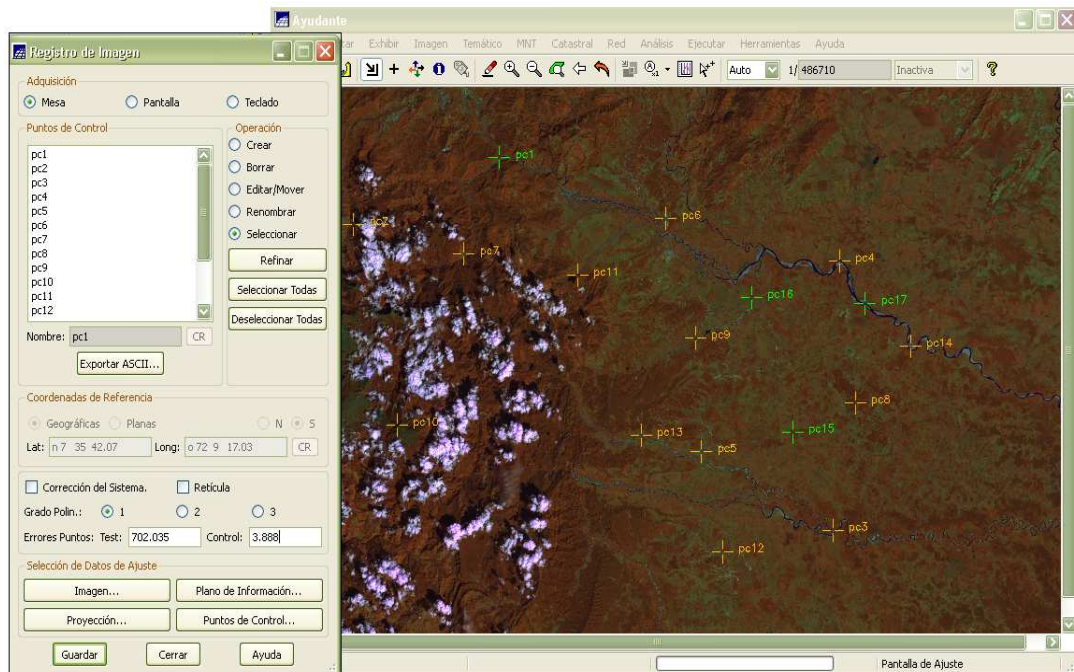 Ayudante
Exhibir Imagen Temático MNT Catastral Red Análisis Ejecutar Herramientas Ayuda
Auto 1/ 486710 Inactiva
Registro de Imagen
Adquisición
Mesa Pantalla Teclado
Puntos de Control
pc1
pc2
pc3
pc4
pc5
pc6
pc7
pc8
pc9
pc10
pc11
pc12
Nombre: pc1 CR
Exportar ASCII...
Operación
Crear
Borrar
Editar/Mover
Renombrar
Seleccionar
Refinar
Seleccionar Todas
Deseleccionar Todas
Coordenadas de Referencia
Geográficas Planas N S
Lat: n 7 35 42.07 Long: o 72 9 17.03 CR
Corrección del Sistema. Retícula
Grado Polin.: 1 2 3
Errores Puntos: Test: 702.035 Control: 3.888
Selección de Datos de Ajuste
Imagen... Plano de Información...
Proyección... Puntos de Control...
Guardar Cerrar Ayuda
pc1
pc2
pc6
pc7
pc4
pc11
pc16
pc17
pc9
pc14
pc8
pc10
pc13
pc15
pc5
pc3
pc12
Pantalla de Ajuste